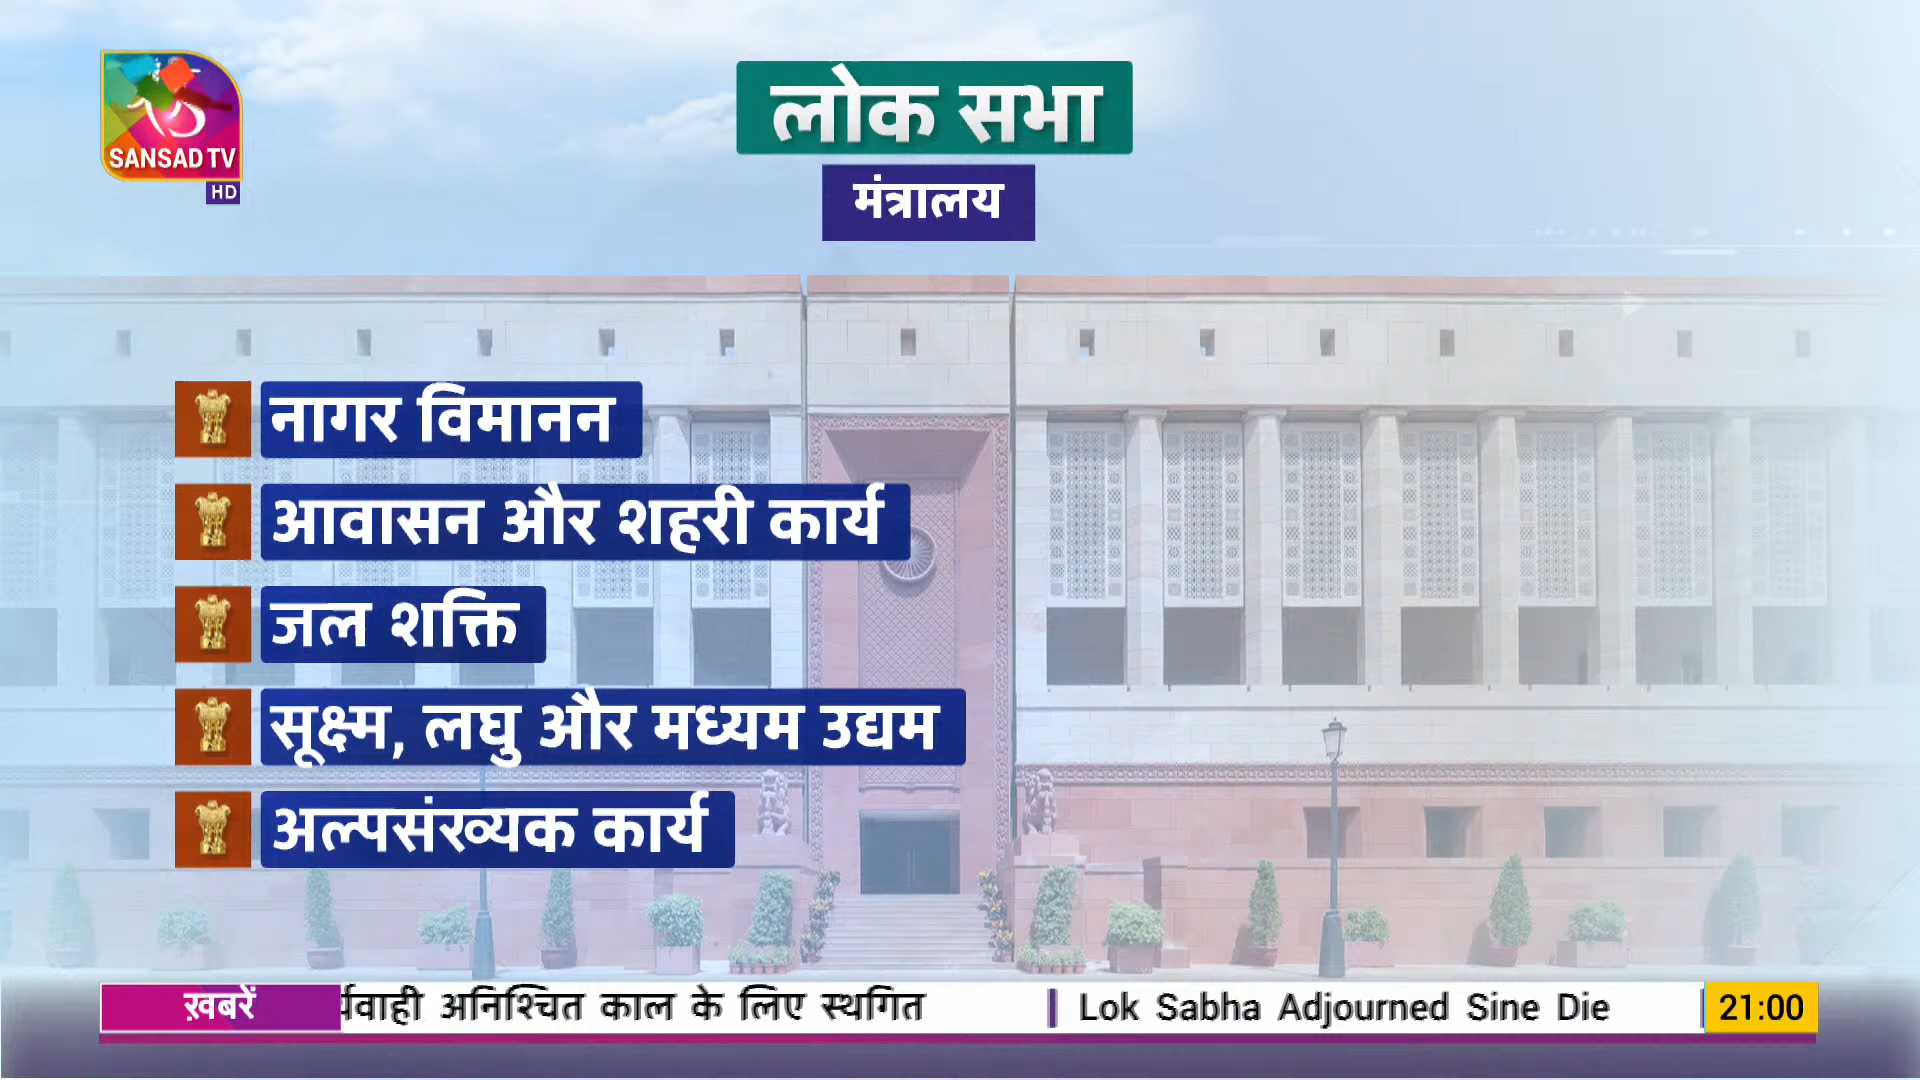 SANSAD TV
HD
लोक सभा
मंत्रालय
नागर विमानन
आवासन और शहरी कार्य
जल शक्ति
सूक्ष्म, लघु और मध्यम उद्यम
अल्पसंख्यक कार्य
ख़बरें
र्यवाही अनिश्चित काल के लिए स्थगित | Lok Sabha Adjourned Sine Die
21:00